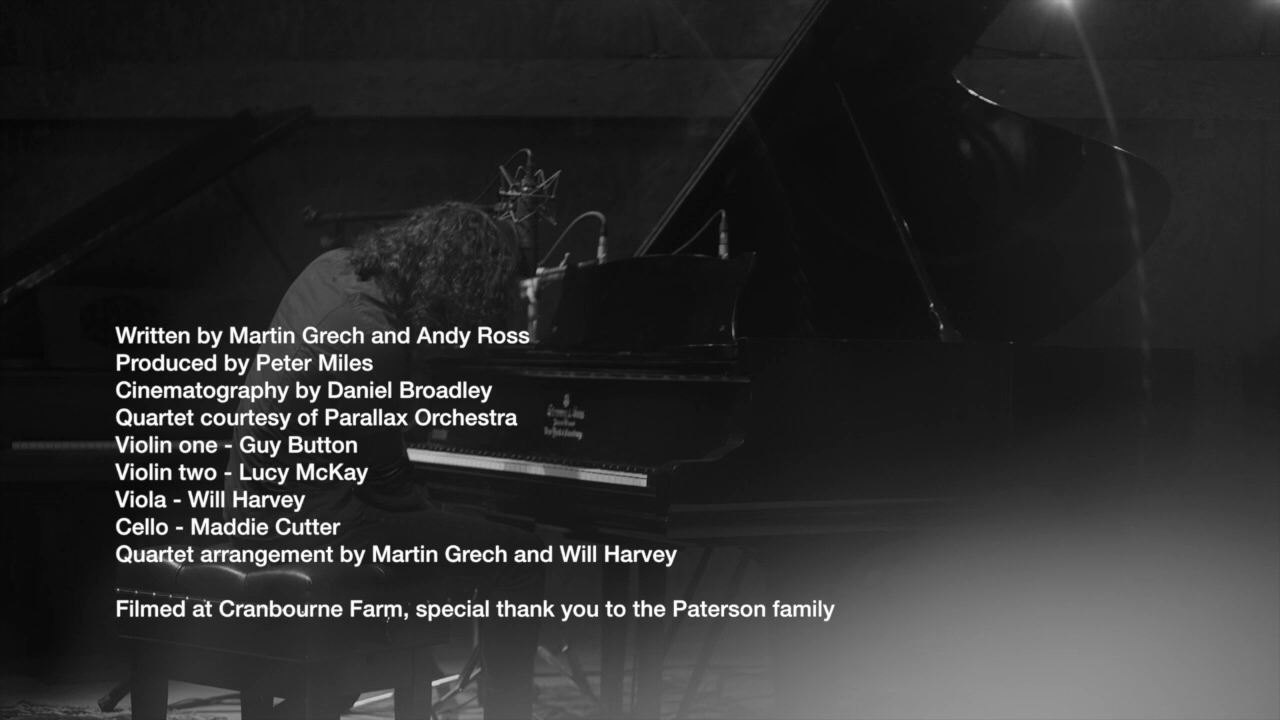 Written by Martin Grech and Andy Ross
Produced by Peter Miles
Cinematography by Daniel Broadley
Quartet courtesy of Parallax Orchestra
Violin one - Guy Button
Violin two - Lucy McKay
Viola - Will Harvey
Cello - Maddie Cutter
Quartet arrangement by Martin Grech and Will Harvey
Filmed at Cranbourne Farm, special thank you to the Paterson family